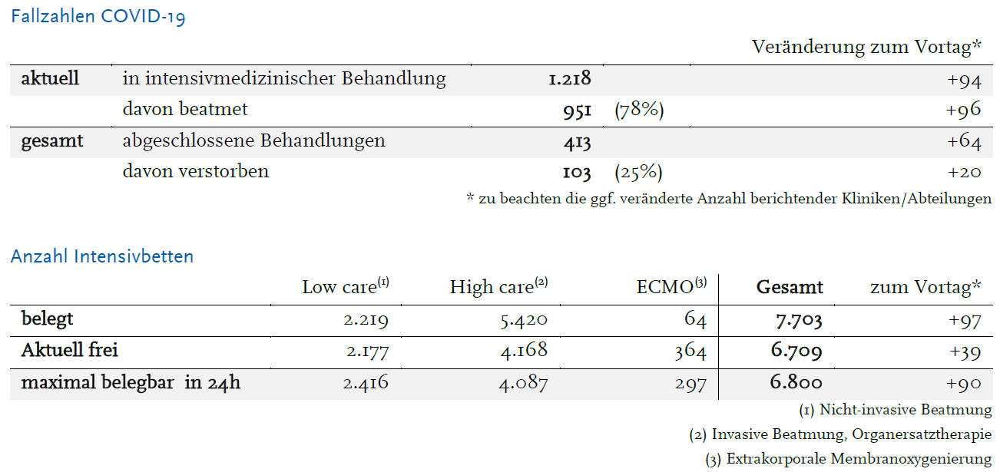 Fallzahlen COVID-19
Veränderung zum Vortag*
aktuell in intensivmedizinischer Behandlung 1.218 +94
davon beatmet 951 (78%) +96
gesamt abgeschlossene Behandlungen 413 +64
davon verstorben 103 (25%) +20
* zu beachten die ggf. veränderte Anzahl berichtender Kliniken/Abteilungen
Anzahl Intensivbetten
Low care(1) High care(2) ECMO(3) Gesamt zum Vortag*
belegt 2.219 5.420 64 7.703 +97
Aktuell frei 2.177 4.168 364 6.709 +39
maximal belegbar in 24h 2.416 4.087 297 6.800 +90
(1) Nicht-invasive Beatmung
(2) Invasive Beatmung, Organersatztherapie
(3) Extrakorporale Membranoxygenierung